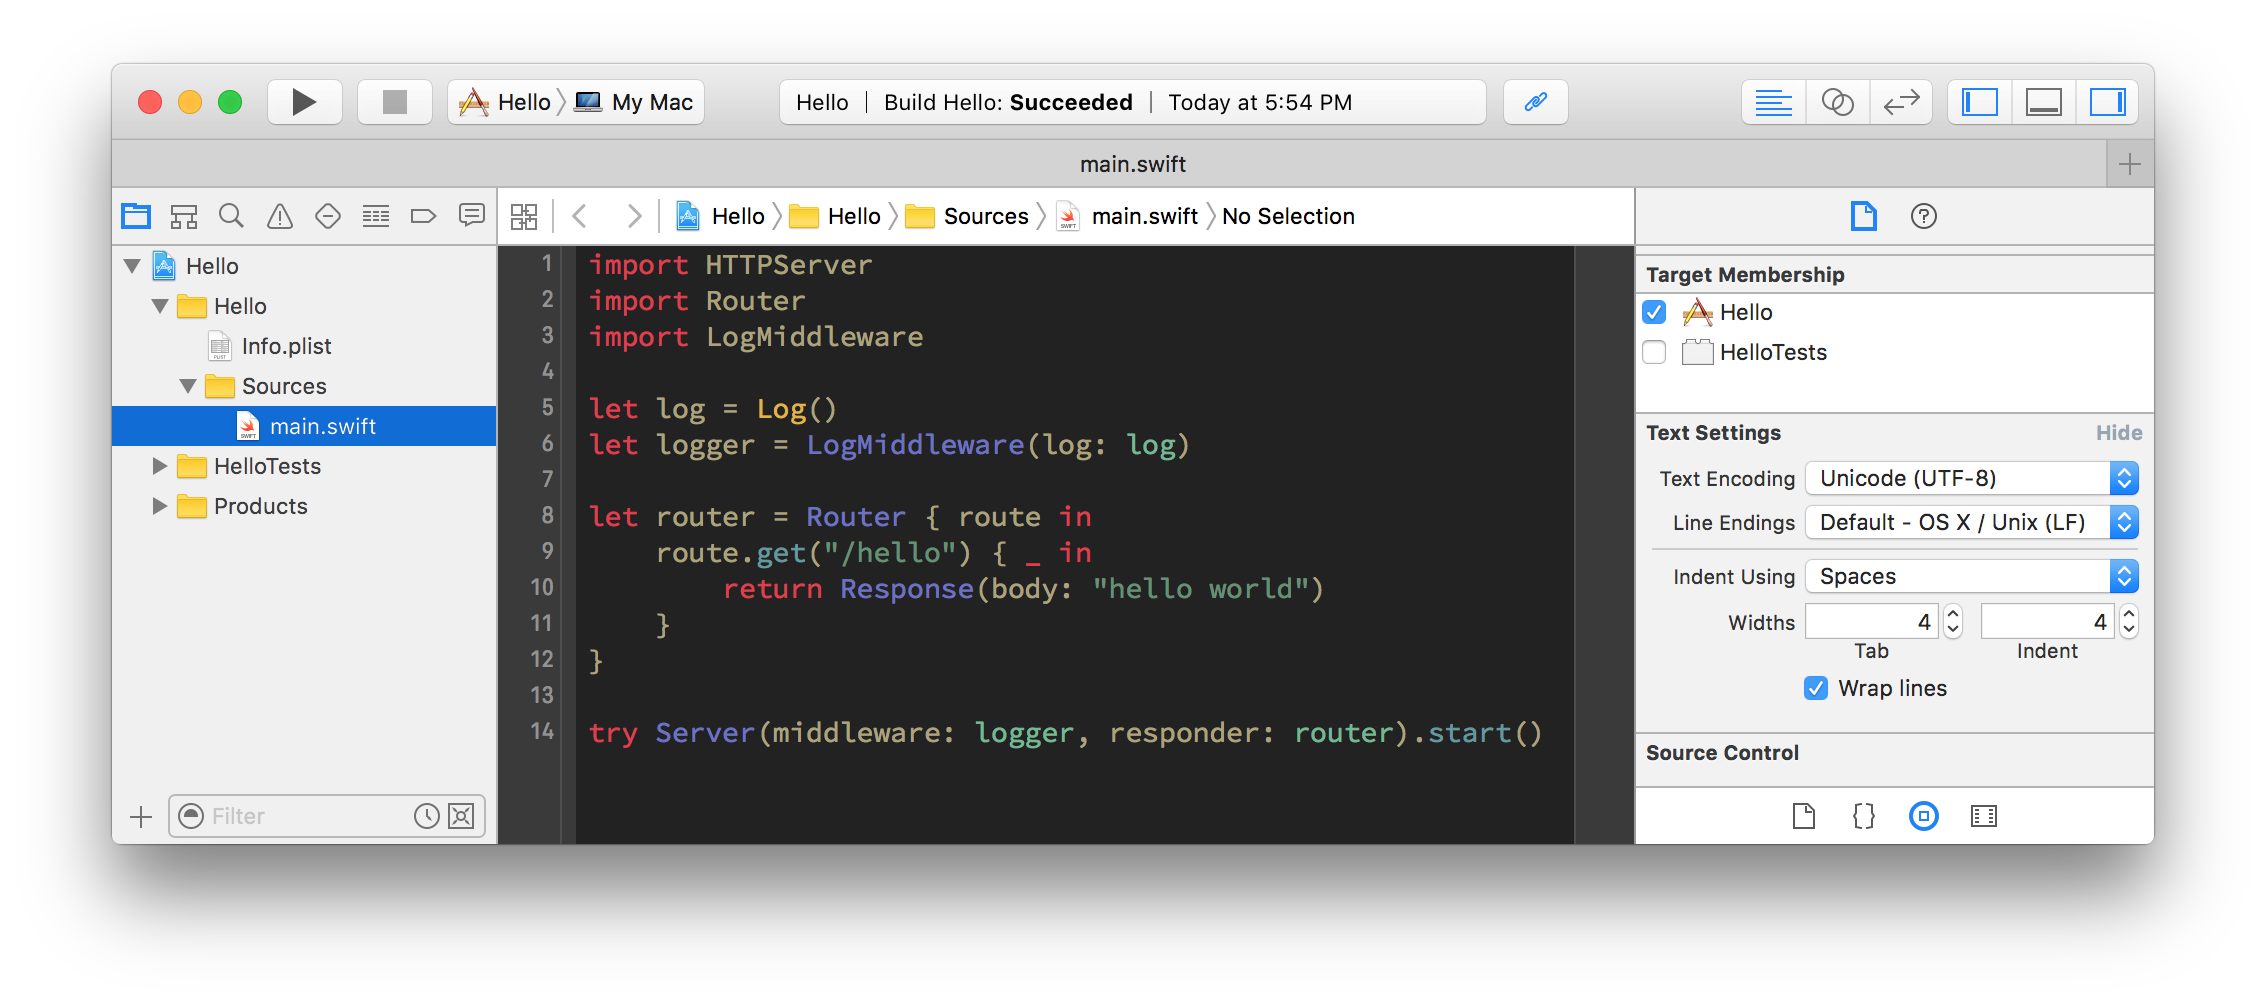 Hello My Mac
Hello | Build Hello: Succeeded | Today at 5:54 PM
main.swift
Hello
Hello
Info.plist
Sources
main.swift
HelloTests
Products
Filter
Hello Hello Sources main.swift No Selection
1 import HTTPServer
2 import Router
3 import LogMiddleware
4
5 let log = Log()
6 let logger = LogMiddleware(log: log)
7
8 let router = Router { route in
9     route.get("/hello") { _ in
10         return Response(body: "hello world")
11     }
12 }
13
14 try Server(middleware: logger, responder: router).start()
Target Membership
Hello
HelloTests
Text Settings Hide
Text Encoding Unicode (UTF-8)
Line Endings Default - OS X / Unix (LF)
Indent Using Spaces
Widths 4 4
Tab Indent
Wrap lines
Source Control